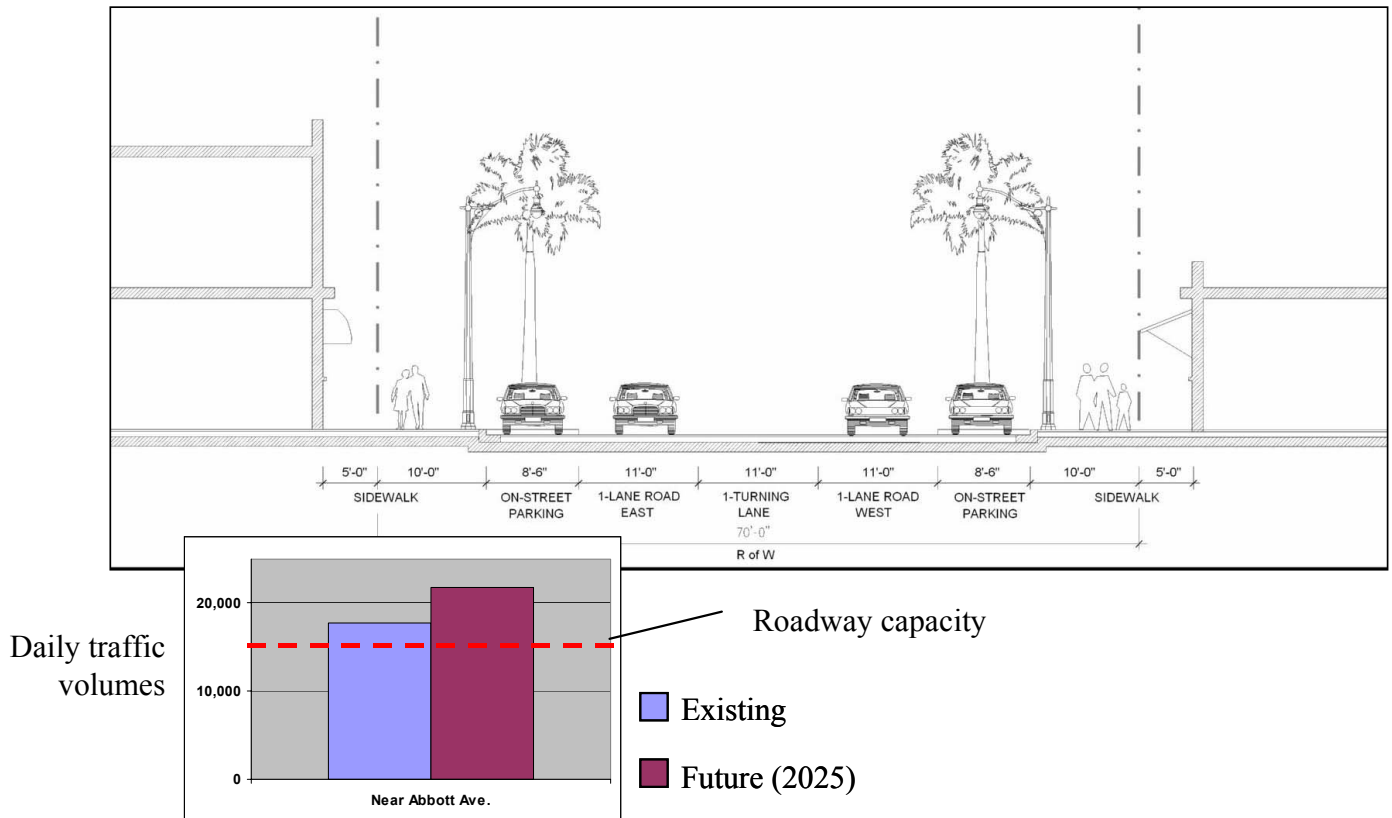 5'-0" 10'-0" 8'-6" 11'-0" 11'-0" 11'-0" 8'-6" 10'-0" 5'-0"
SIDEWALK ON-STREET PARKING 1-LANE ROAD EAST 1-TURNING LANE 1-LANE ROAD WEST ON-STREET PARKING SIDEWALK
70'-0"
R of W
Daily traffic
volumes
20,000
10,000
0
Near Abbott Ave.
Roadway capacity
Existing
Future (2025)